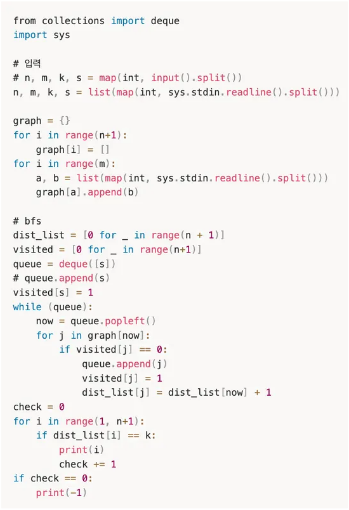 from collections import deque
import sys

# 입력
# n, m, k, s = map(int, input().split())
n, m, k, s = list(map(int, sys.stdin.readline().split()))

graph = {}
for i in range(n+1):
    graph[i] = []
for i in range(m):
    a, b = list(map(int, sys.stdin.readline().split()))
    graph[a].append(b)

# bfs
dist_list = [0 for _ in range(n + 1)]
visited = [0 for _ in range(n+1)]
queue = deque([s])
# queue.append(s)
visited[s] = 1
while (queue):
    now = queue.popleft()
    for j in graph[now]:
        if visited[j] == 0:
            queue.append(j)
            visited[j] = 1
            dist_list[j] = dist_list[now] + 1
check = 0
for i in range(1, n+1):
    if dist_list[i] == k:
        print(i)
        check += 1
if check == 0:
    print(-1)